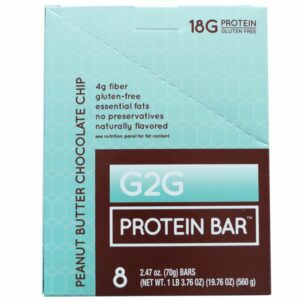 18G PROTEIN
GLUTEN FREE
4g fiber
gluten-free
essential fats
no preservatives
naturally flavored
see nutrition panel for fat content
PEANUT BUTTER CHOCOLATE CHIP
G2G
PROTEIN BAR™
8
2.47 oz. (70g) BARS
(NET WT. 1 LB 3.76 OZ) (19.76 OZ) (560 g)